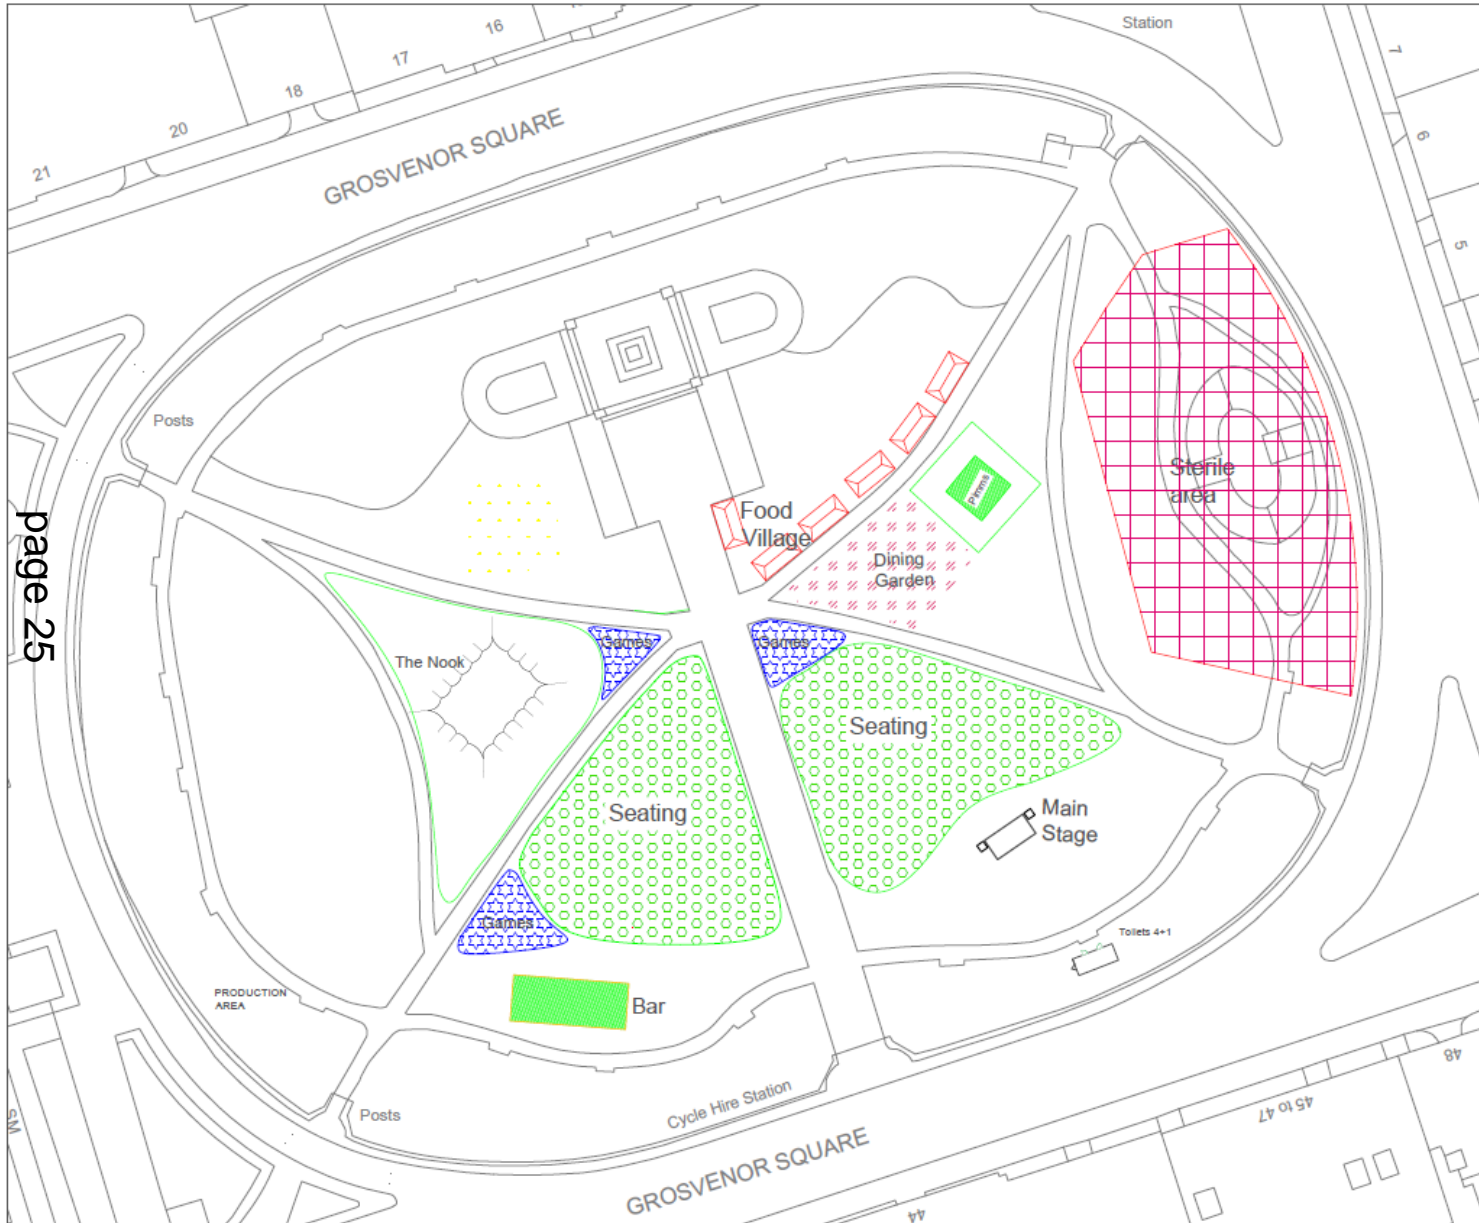 Station
16
17
18
20
21
7
6
5
GROSVENOR SQUARE
Posts
page 25
Food
Village
Pimms
Dining
Garden
Sterile
area
The Nook
Games
Games
Seating
Seating
Main
Stage
Games
Toilets 4+1
PRODUCTION
AREA
Bar
Cycle Hire Station
Posts
SM
GROSVENOR SQUARE
48
45 to 47
44